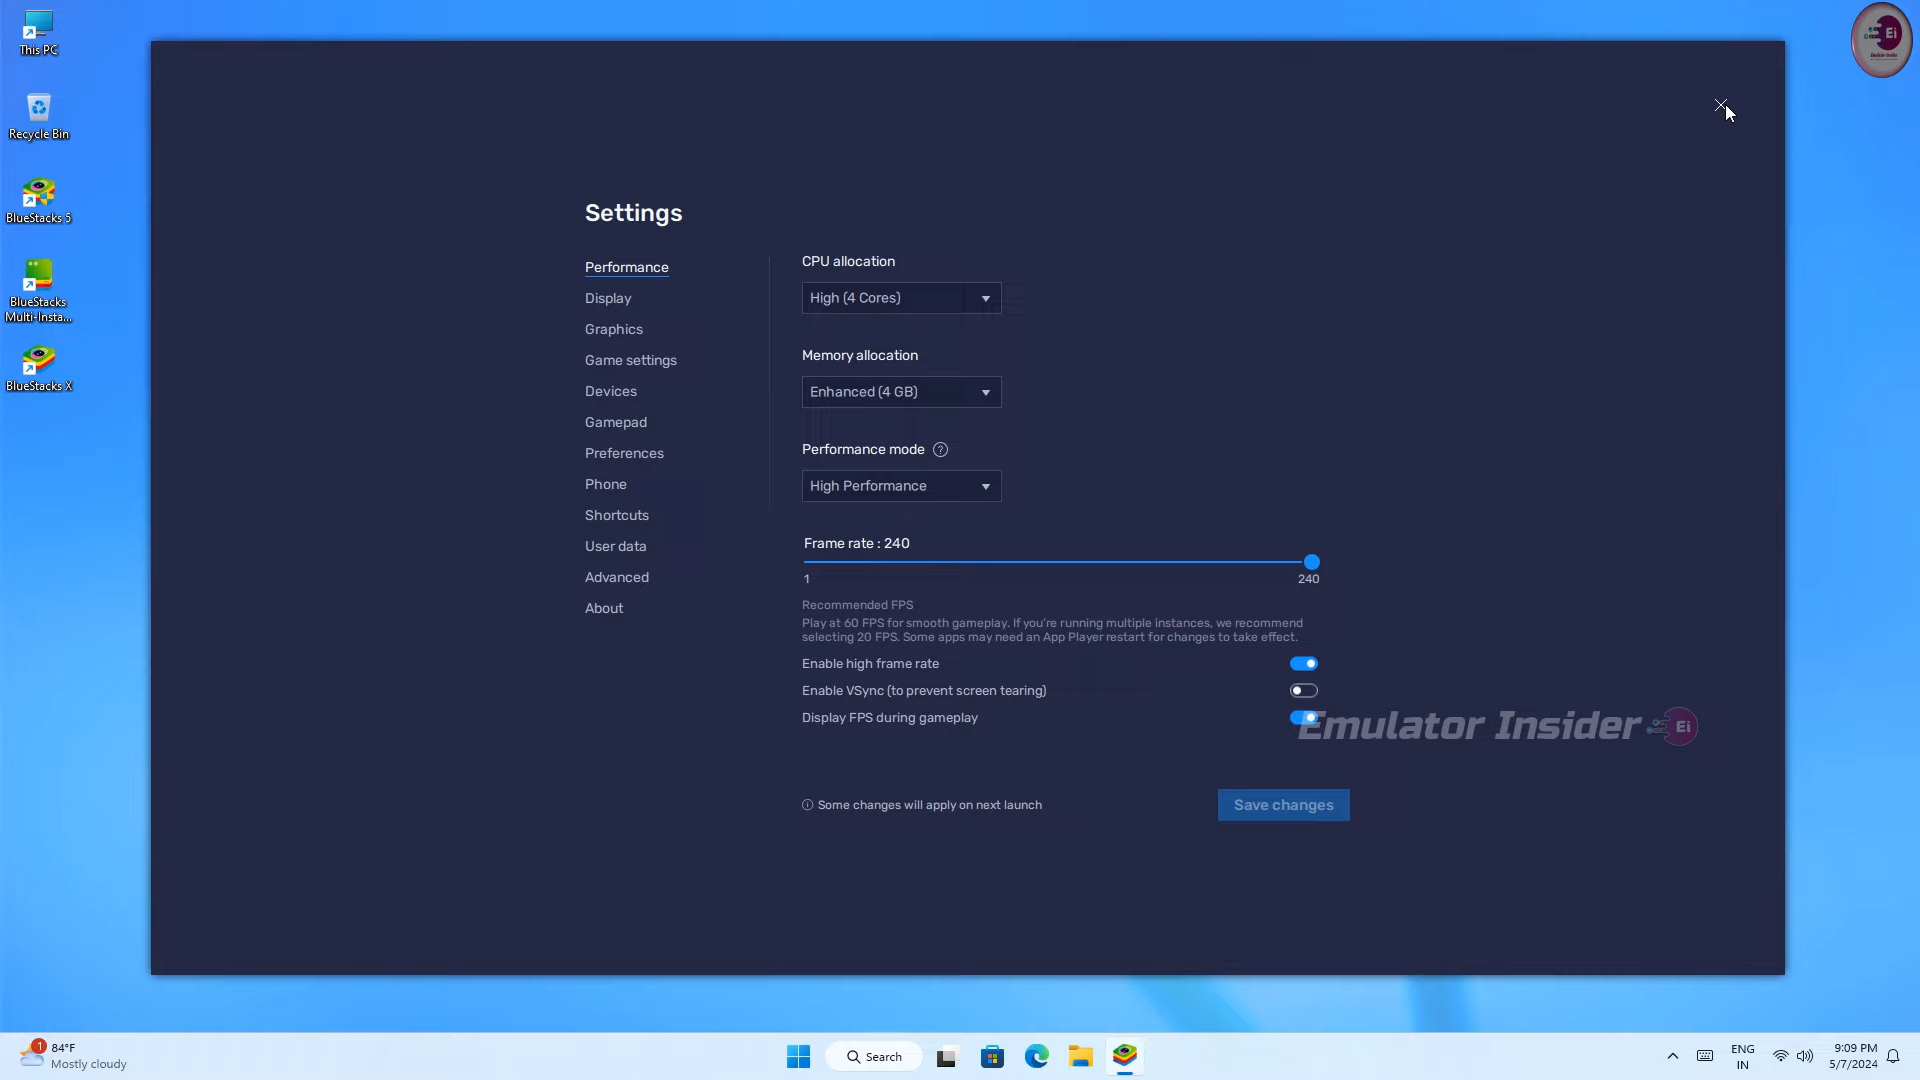 This PC
Recycle Bin
BlueStacks 5
BlueStacks
Multi-Insta...
BlueStacks X
Ei
Settings
Performance
Display
Graphics
Game settings
Devices
Gamepad
Preferences
Phone
Shortcuts
User data
Advanced
About
CPU allocation
High (4 Cores)
Memory allocation
Enhanced (4 GB)
Performance mode ?
High Performance
Frame rate : 240
1 240
Recommended FPS
Play at 60 FPS for smooth gameplay. If you're running multiple instances, we recommend
selecting 20 FPS. Some apps may need an App Player restart for changes to take effect.
Enable high frame rate
Enable VSync (to prevent screen tearing)
Display FPS during gameplay
Emulator Insider Ei
Some changes will apply on next launch
Save changes
1
84°F
Mostly cloudy
Search
ENG
IN
9:09 PM
5/7/2024